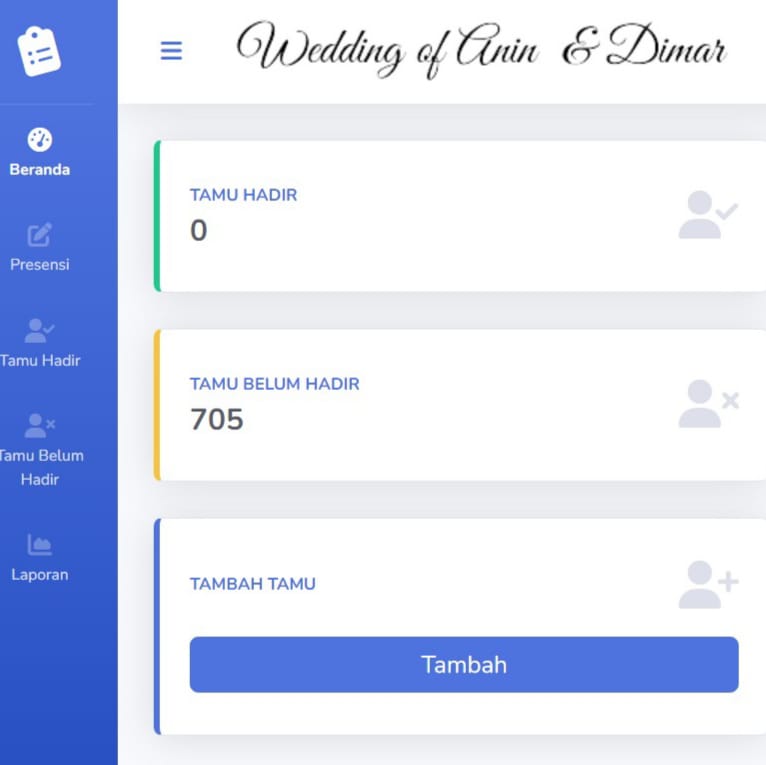 Wedding of Anin & Dimar
Beranda
Presensi
Tamu Hadir
Tamu Belum
Hadir
Laporan
TAMU HADIR
0
TAMU BELUM HADIR
705
TAMBAH TAMU
Tambah